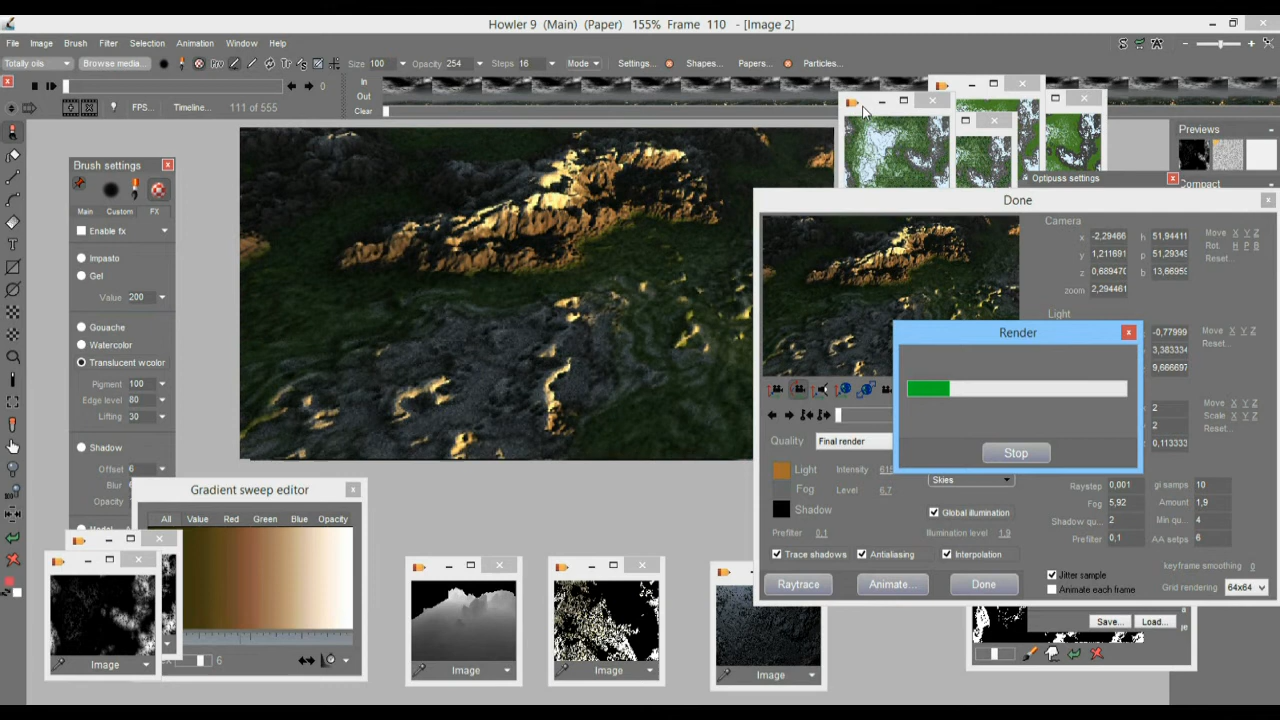 Howler 9 (Main) (Paper) 155% Frame 110 - [Image 2]
File Image Brush Filter Selection Animation Window Help
Totally oils Browse media... Prv Tr Size 100 Opacity 254 Steps 16 Mode Settings... Shapes... Papers... Particles...
0 In
Out
FPS... Timeline... 111 of 555 Clear
Previews
Compact
Brush settings
Main Custom FX
Enable fx
Impasto
Gel
Value 200
Gouache
Watercolor
Translucent wcolor
Pigment 100
Edge level 80
Lifting 30
Shadow
Offset 6
Blur
Opacity
Optipuss settings
Done
Camera
x -2,29466 h 51,94411 Move X Y Z
y 1,211691 p 51,29349 Rot. H P B
z 0,689470 b 13,66959 Reset...
zoom 2,294461
Light
-0,77999 Move X Y Z
3,383334 Reset...
9,666697
Render
Stop
2 Move X Y Z
2 Scale X Y Z
0,113333 Reset...
Quality Final render
Light Intensity 615
Fog Level 6,7
Shadow
Prefilter 0,1
Skies
Global illumination
Illumination level 1,9
Trace shadows Antialiasing Interpolation
Raytrace Animate... Done
Raystep 0,001 gi samps 10
Fog 5,92 Amount 1,9
Shadow qu... 2 Min qu... 4
Prefilter 0,1 AA setps 6
keyframe smoothing 0
Jitter sample
Animate each frame Grid rendering 64x64
Save... Load...
Gradient sweep editor
All Value Red Green Blue Opacity
6
Image
Image
Image
Image